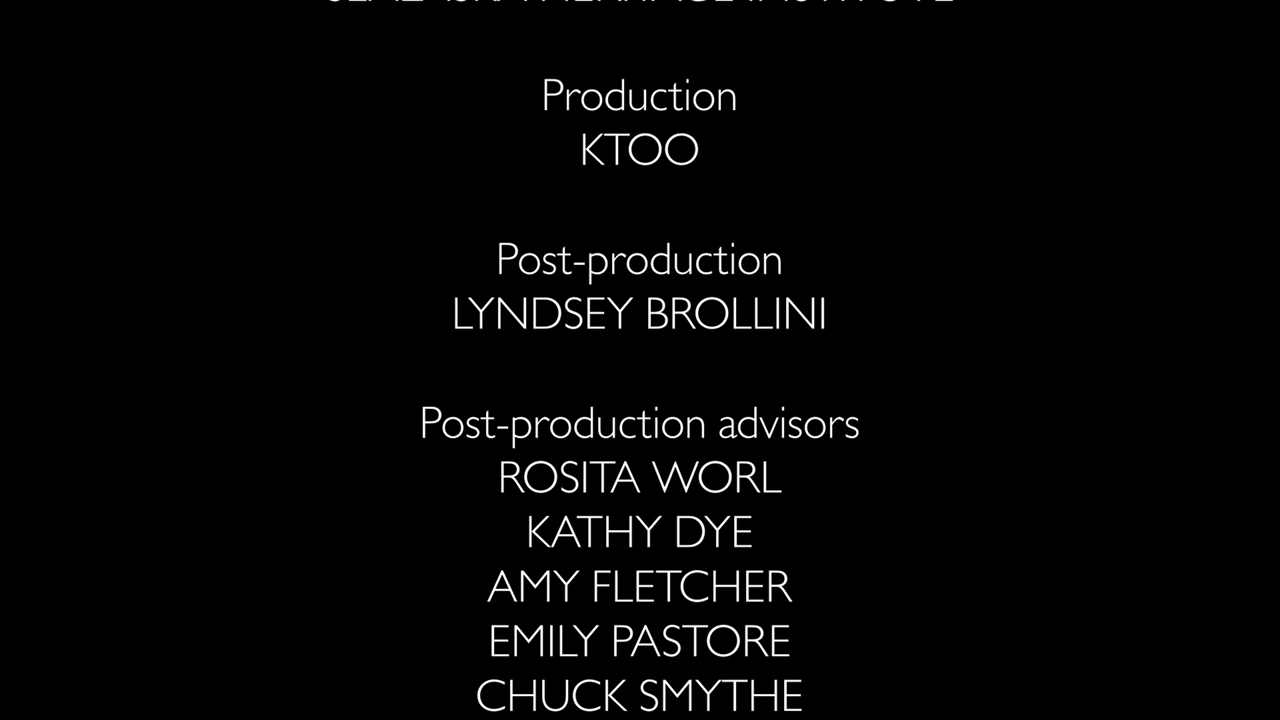 Production
KTOO
Post-production
LYNDSEY BROLLINI
Post-production advisors
ROSITA WORL
KATHY DYE
AMY FLETCHER
EMILY PASTORE
CHUCK SMYTHE